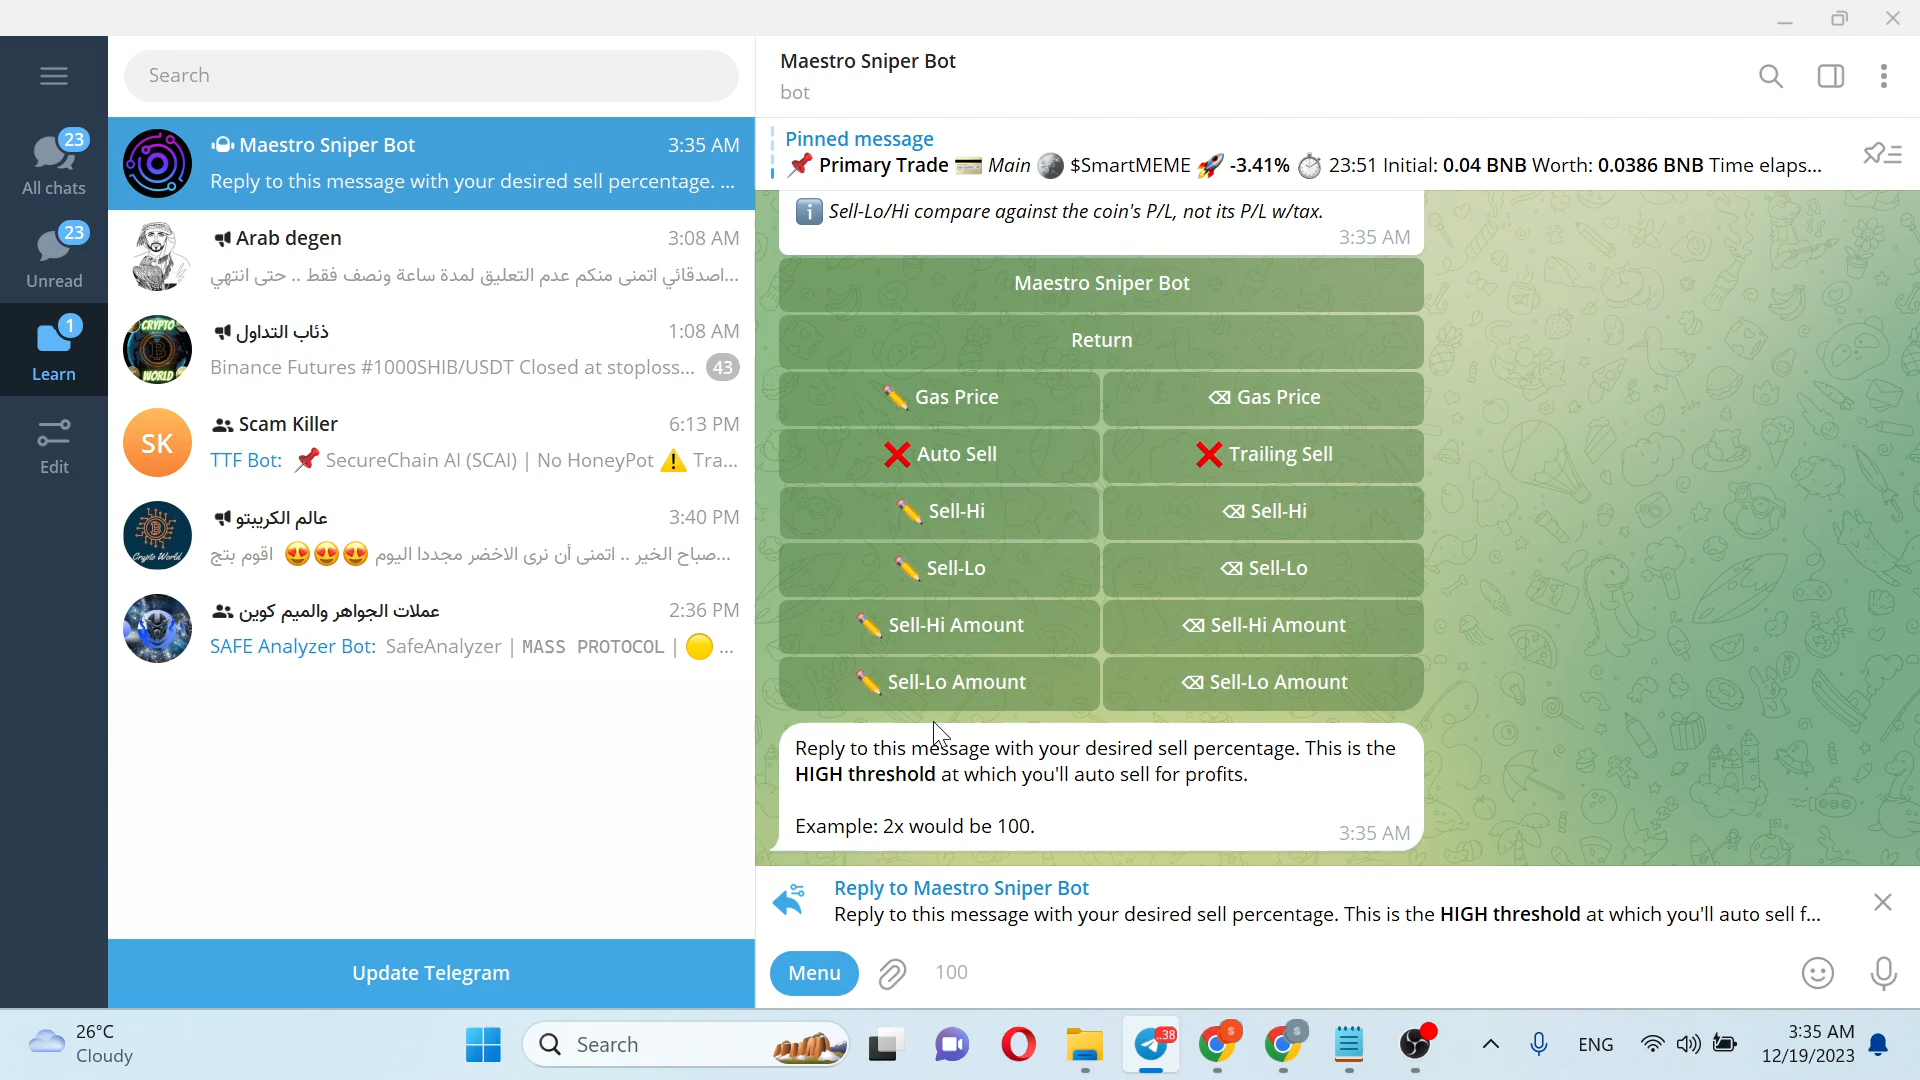 Search
23
All chats
23
Unread
1
Learn
Edit
Maestro Sniper Bot
3:35 AM
Reply to this message with your desired sell percentage. ...
Arab degen
3:08 AM
اصدقائي اتمنى منكم عدم التعليق لمدة ساعة ونصف فقط .. حتى انتهي...
CRYPTO
WORLD
ذئاب التداول
1:08 AM
Binance Futures #1000SHIB/USDT Closed at stoploss...
43
SK
Scam Killer
6:13 PM
TTF Bot: 📌 SecureChain AI (SCAI) | No HoneyPot ⚠️ Tra...
Crypto World
عالم الكريبتو
3:40 PM
صباح الخير .. اتمنى أن نرى الاخضر مجددا اليوم 😍😍😍 اقوم بتج...
عملات الجواهر والميم كوين
2:36 PM
SAFE Analyzer Bot: SafeAnalyzer | MASS PROTOCOL | 🟡 ...
Update Telegram
Maestro Sniper Bot
bot
Pinned message
📌 Primary Trade 💳 Main 🌑 $SmartMEME 🚀 -3.41% ⏱ 23:51 Initial: 0.04 BNB Worth: 0.0386 BNB Time elaps...
ℹ️ Sell-Lo/Hi compare against the coin's P/L, not its P/L w/tax.
3:35 AM
Maestro Sniper Bot
Return
✏️ Gas Price
⌫ Gas Price
❌ Auto Sell
❌ Trailing Sell
✏️ Sell-Hi
⌫ Sell-Hi
✏️ Sell-Lo
⌫ Sell-Lo
✏️ Sell-Hi Amount
⌫ Sell-Hi Amount
✏️ Sell-Lo Amount
⌫ Sell-Lo Amount
Reply to this message with your desired sell percentage. This is the
HIGH threshold at which you'll auto sell for profits.
Example: 2x would be 100.
3:35 AM
Reply to Maestro Sniper Bot
Reply to this message with your desired sell percentage. This is the HIGH threshold at which you'll auto sell f...
Menu
100
26°C
Cloudy
Search
..38
S
S
ENG
3:35 AM
12/19/2023